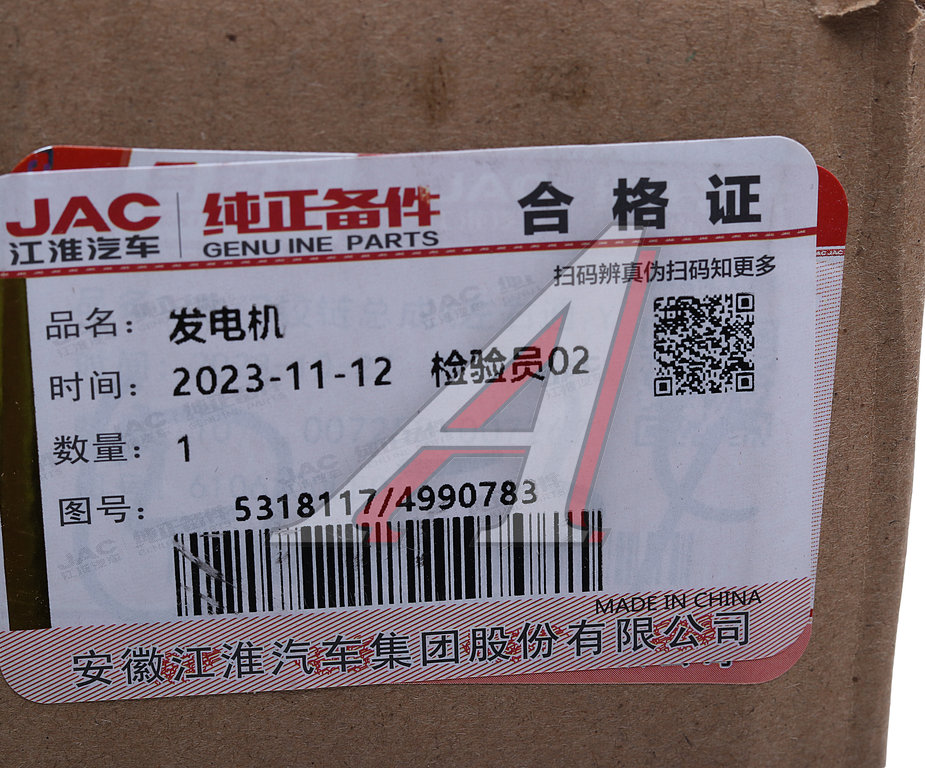 JAC 纯正备件 合格证
江淮汽车 GENUINE PARTS
扫码辨真伪扫码知更多
品名： 发电机
时间： 2023-11-12 检验员02
数量： 1
图号： 5318117/4990783
MADE IN CHINA
安徽江淮汽车集团股份有限公司